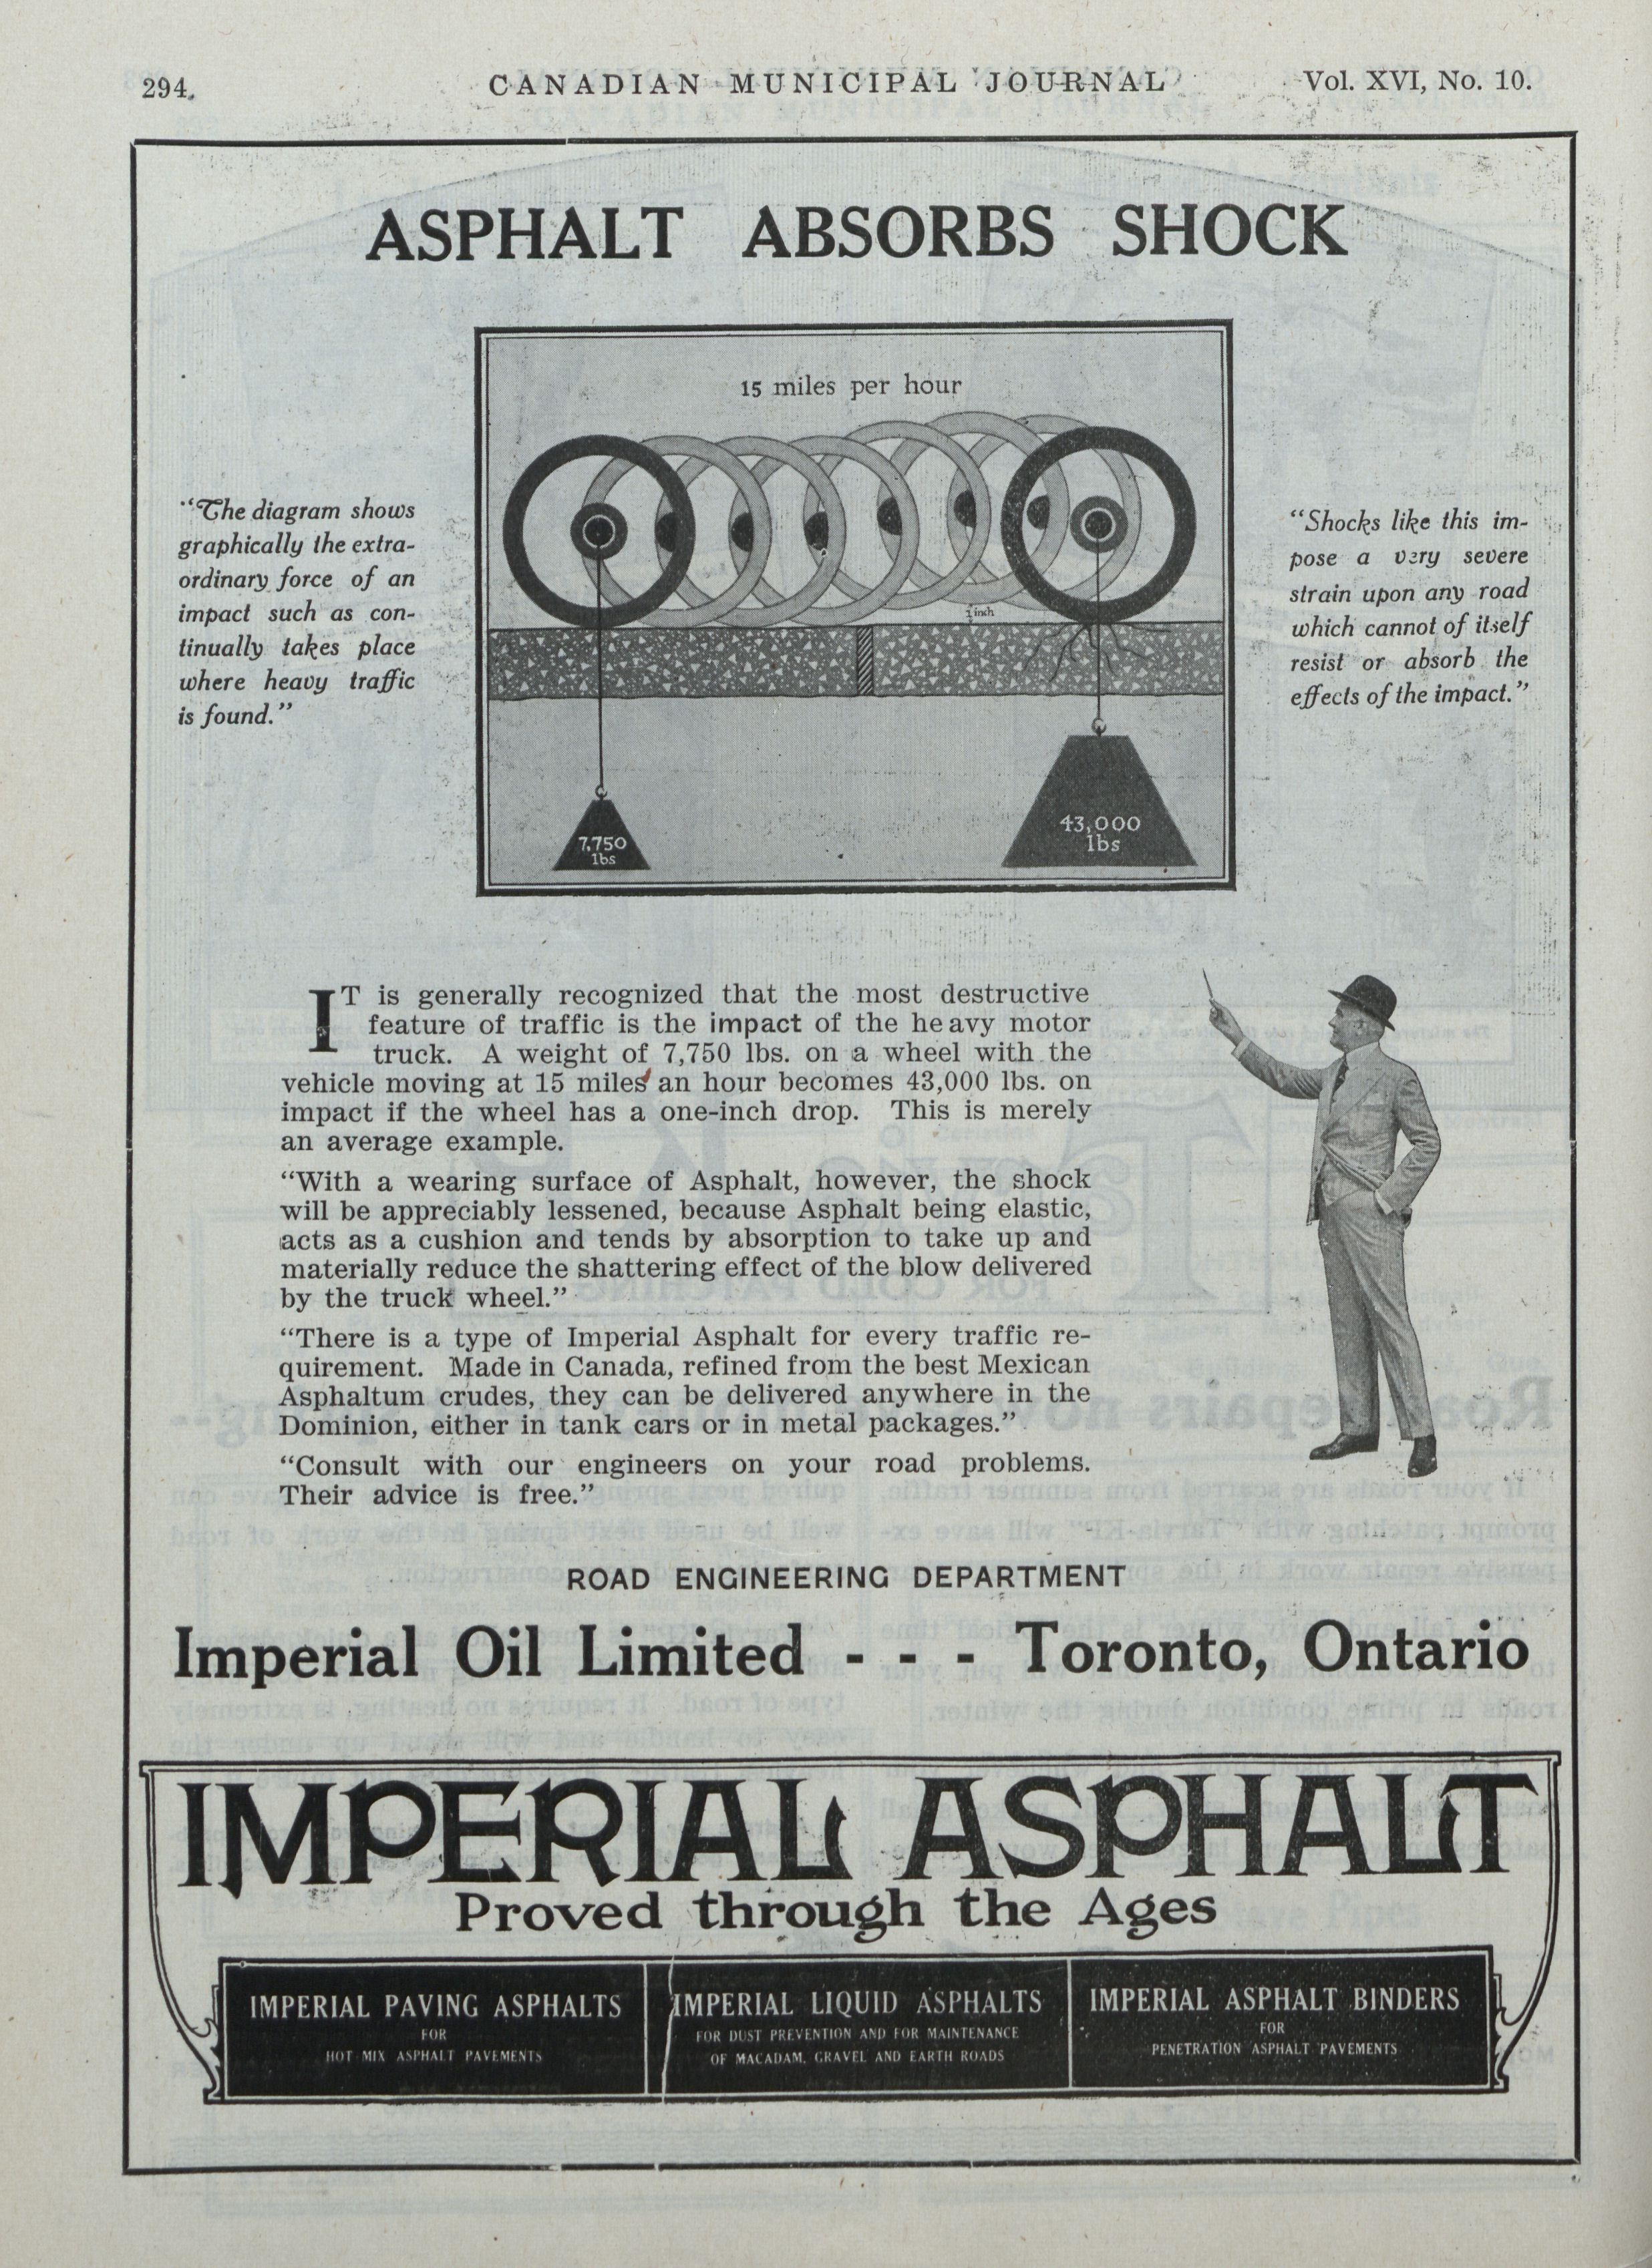 294.
CANADIAN MUNICIPAL JOURNAL
Vol. XVI, No. 10.
ASPHALT ABSORBS SHOCK
15 miles per hour
½ inch
7,750
lbs
43,000
lbs
“The diagram shows
graphically the extra-
ordinary force of an
impact such as con-
tinually takes place
where heavy traffic
is found.”
“Shocks like this im-
pose a very severe
strain upon any road
which cannot of itself
resist or absorb the
effects of the impact.”
IT is generally recognized that the most destructive
feature of traffic is the impact of the heavy motor
truck. A weight of 7,750 lbs. on a wheel with the
vehicle moving at 15 miles an hour becomes 43,000 lbs. on
impact if the wheel has a one-inch drop. This is merely
an average example.
“With a wearing surface of Asphalt, however, the shock
will be appreciably lessened, because Asphalt being elastic,
acts as a cushion and tends by absorption to take up and
materially reduce the shattering effect of the blow delivered
by the truck wheel.”
“There is a type of Imperial Asphalt for every traffic re-
quirement. Made in Canada, refined from the best Mexican
Asphaltum crudes, they can be delivered anywhere in the
Dominion, either in tank cars or in metal packages.”
“Consult with our engineers on your road problems.
Their advice is free.”
ROAD ENGINEERING DEPARTMENT
Imperial Oil Limited - - - Toronto, Ontario
IMPERIAL ASPHALT
Proved through the Ages
IMPERIAL PAVING ASPHALTS
FOR
HOT MIX ASPHALT PAVEMENTS
IMPERIAL LIQUID ASPHALTS
FOR DUST PREVENTION AND FOR MAINTENANCE
OF MACADAM, GRAVEL AND EARTH ROADS
IMPERIAL ASPHALT BINDERS
FOR
PENETRATION ASPHALT PAVEMENTS